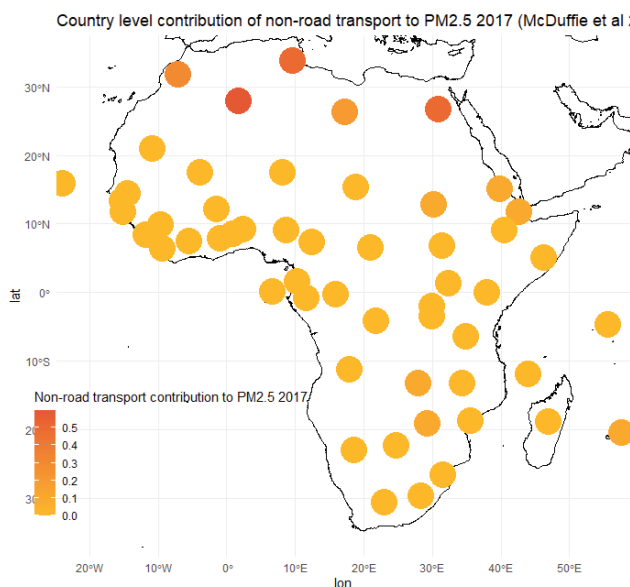 Country level contribution of non-road transport to PM2.5 2017 (McDuffie et al
30°N
20°N
10°N
0°
10°S
lat
Non-road transport contribution to PM2.5 2017
0.5
0.4
0.3
0.2
0.1
0.0
20°W
10°W
0°
10°E
20°E
30°E
40°E
50°E
lon